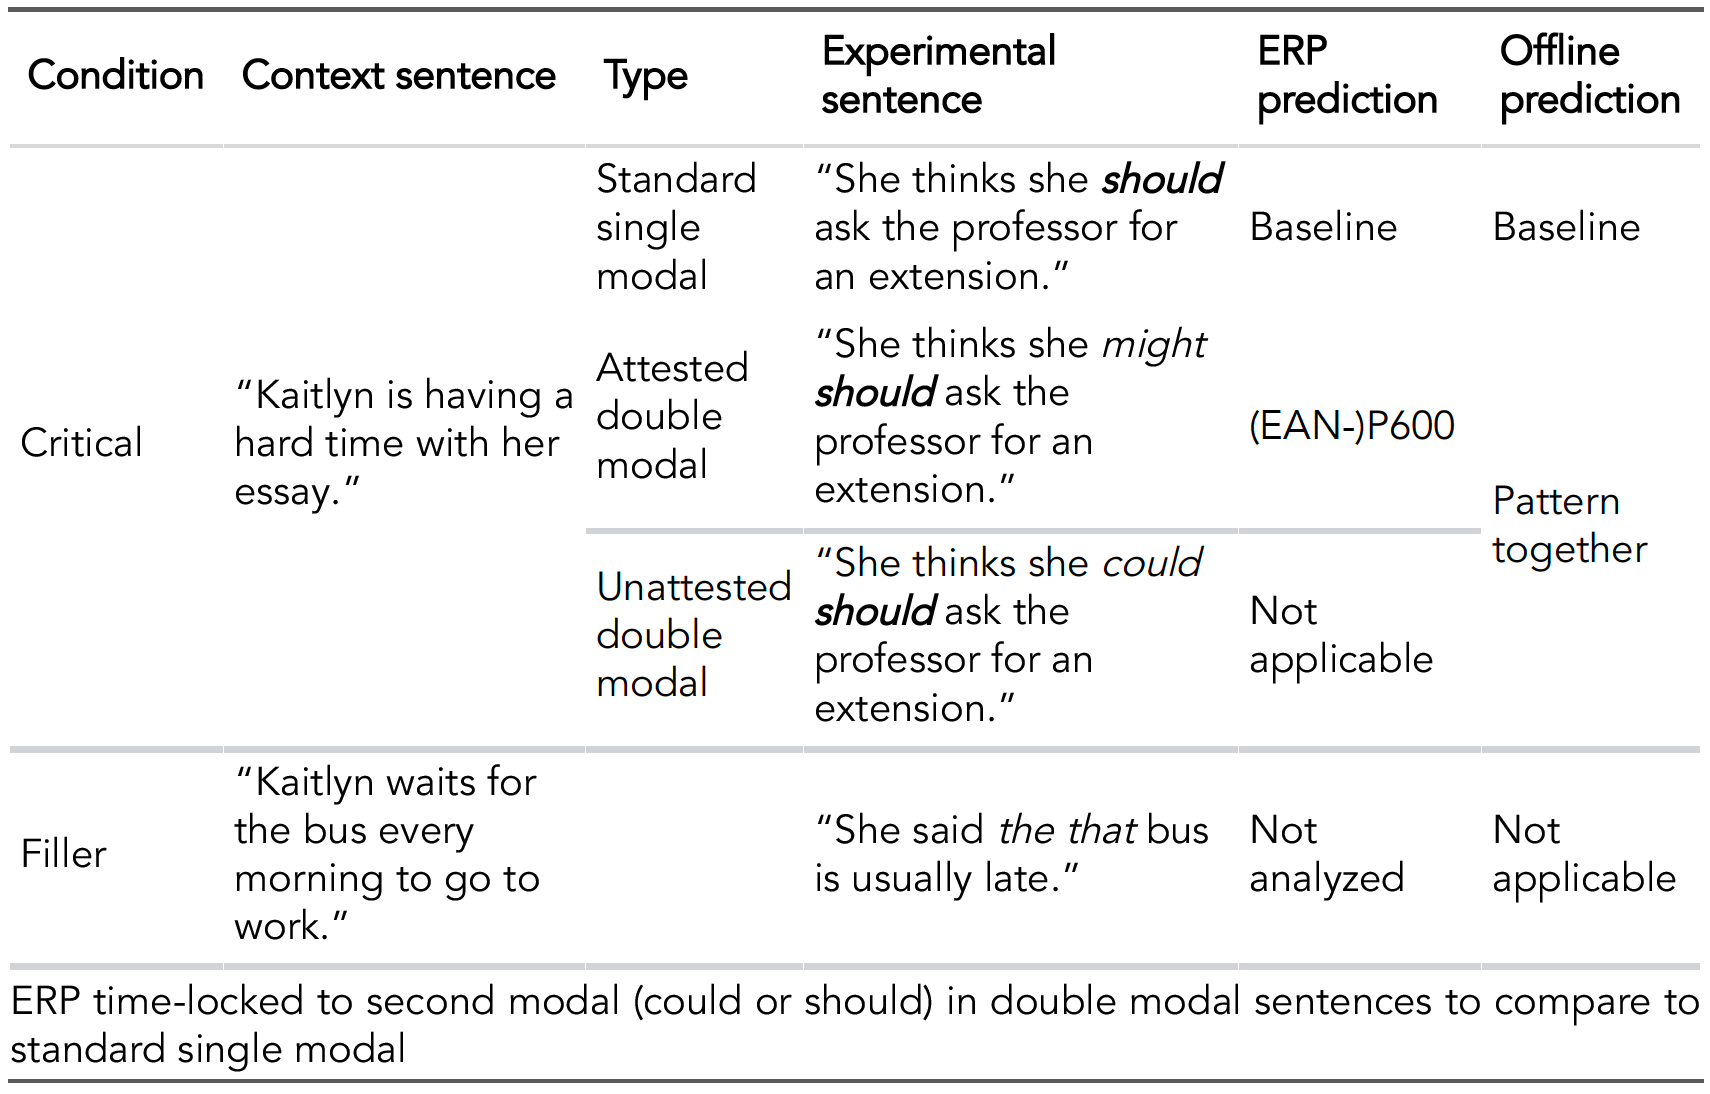 Condition
Context sentence
Type
Experimental
sentence
ERP
prediction
Offline
prediction
Critical
“Kaitlyn is having a
hard time with her
essay.”
Standard
single
modal
“She thinks she should
ask the professor for
an extension.”
Baseline
Baseline
Attested
double
modal
“She thinks she might
should ask the
professor for an
extension.”
(EAN-)P600
Pattern
together
Unattested
double
modal
“She thinks she could
should ask the
professor for an
extension.”
Not
applicable
Filler
“Kaitlyn waits for
the bus every
morning to go to
work.”
“She said the that bus
is usually late.”
Not
analyzed
Not
applicable
ERP time-locked to second modal (could or should) in double modal sentences to compare to
standard single modal